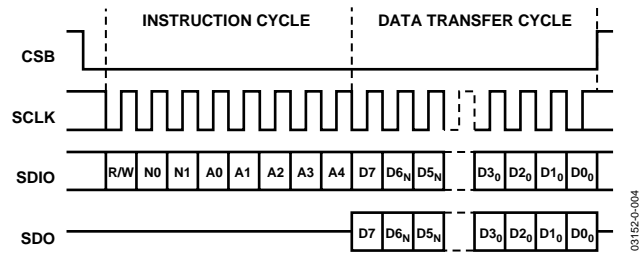 INSTRUCTION CYCLE DATA TRANSFER CYCLE
CSB
SCLK
SDIO R/W N0 N1 A0 A1 A2 A3 A4 D7 D6N D5N D30 D20 D10 D00
SDO D7 D6N D5N D30 D20 D10 D00
03152-0-004